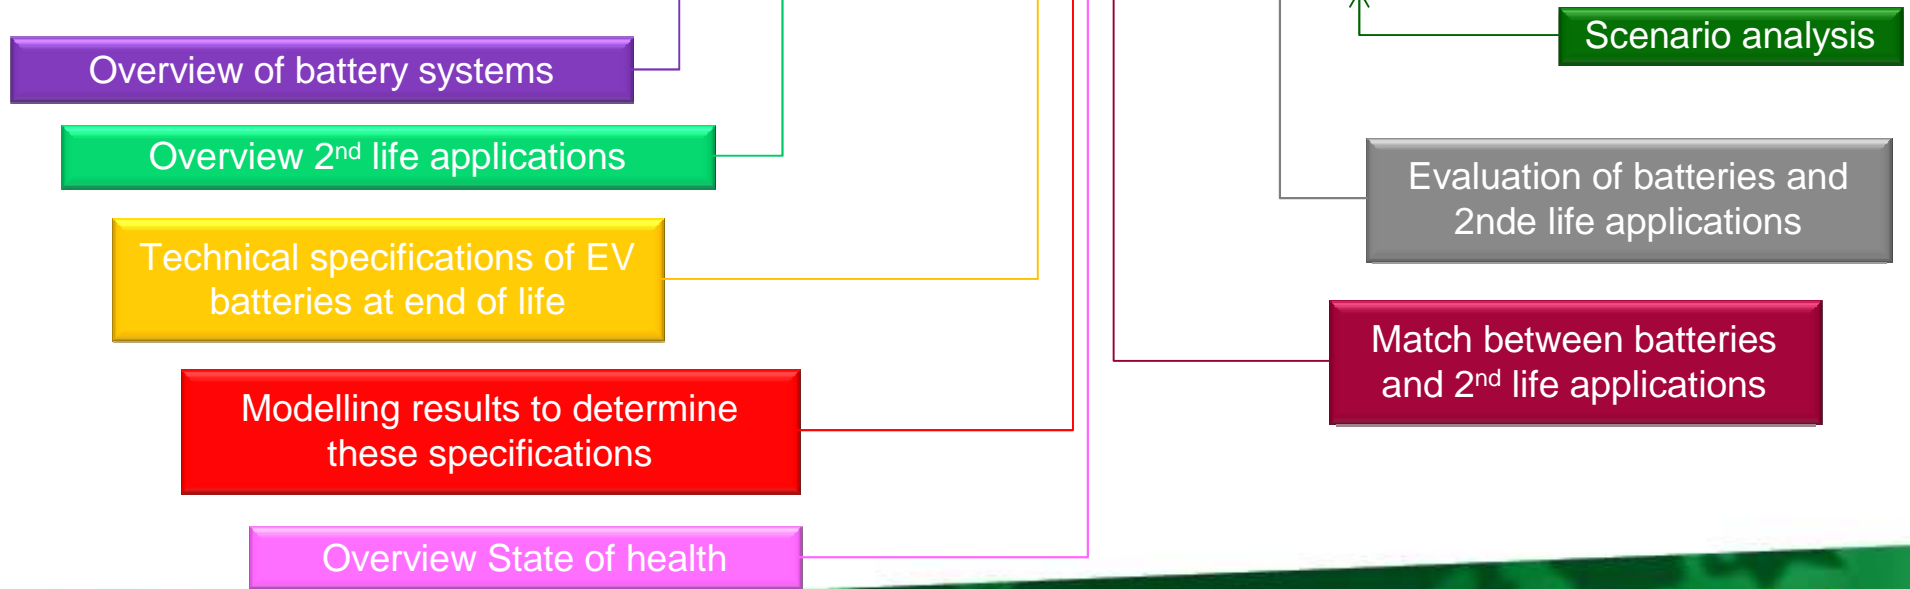 Overview of battery systems
Overview 2nd life applications
Technical specifications of EV
batteries at end of life
Modelling results to determine
these specifications
Overview State of health
Scenario analysis
Evaluation of batteries and
2nde life applications
Match between batteries
and 2nd life applications